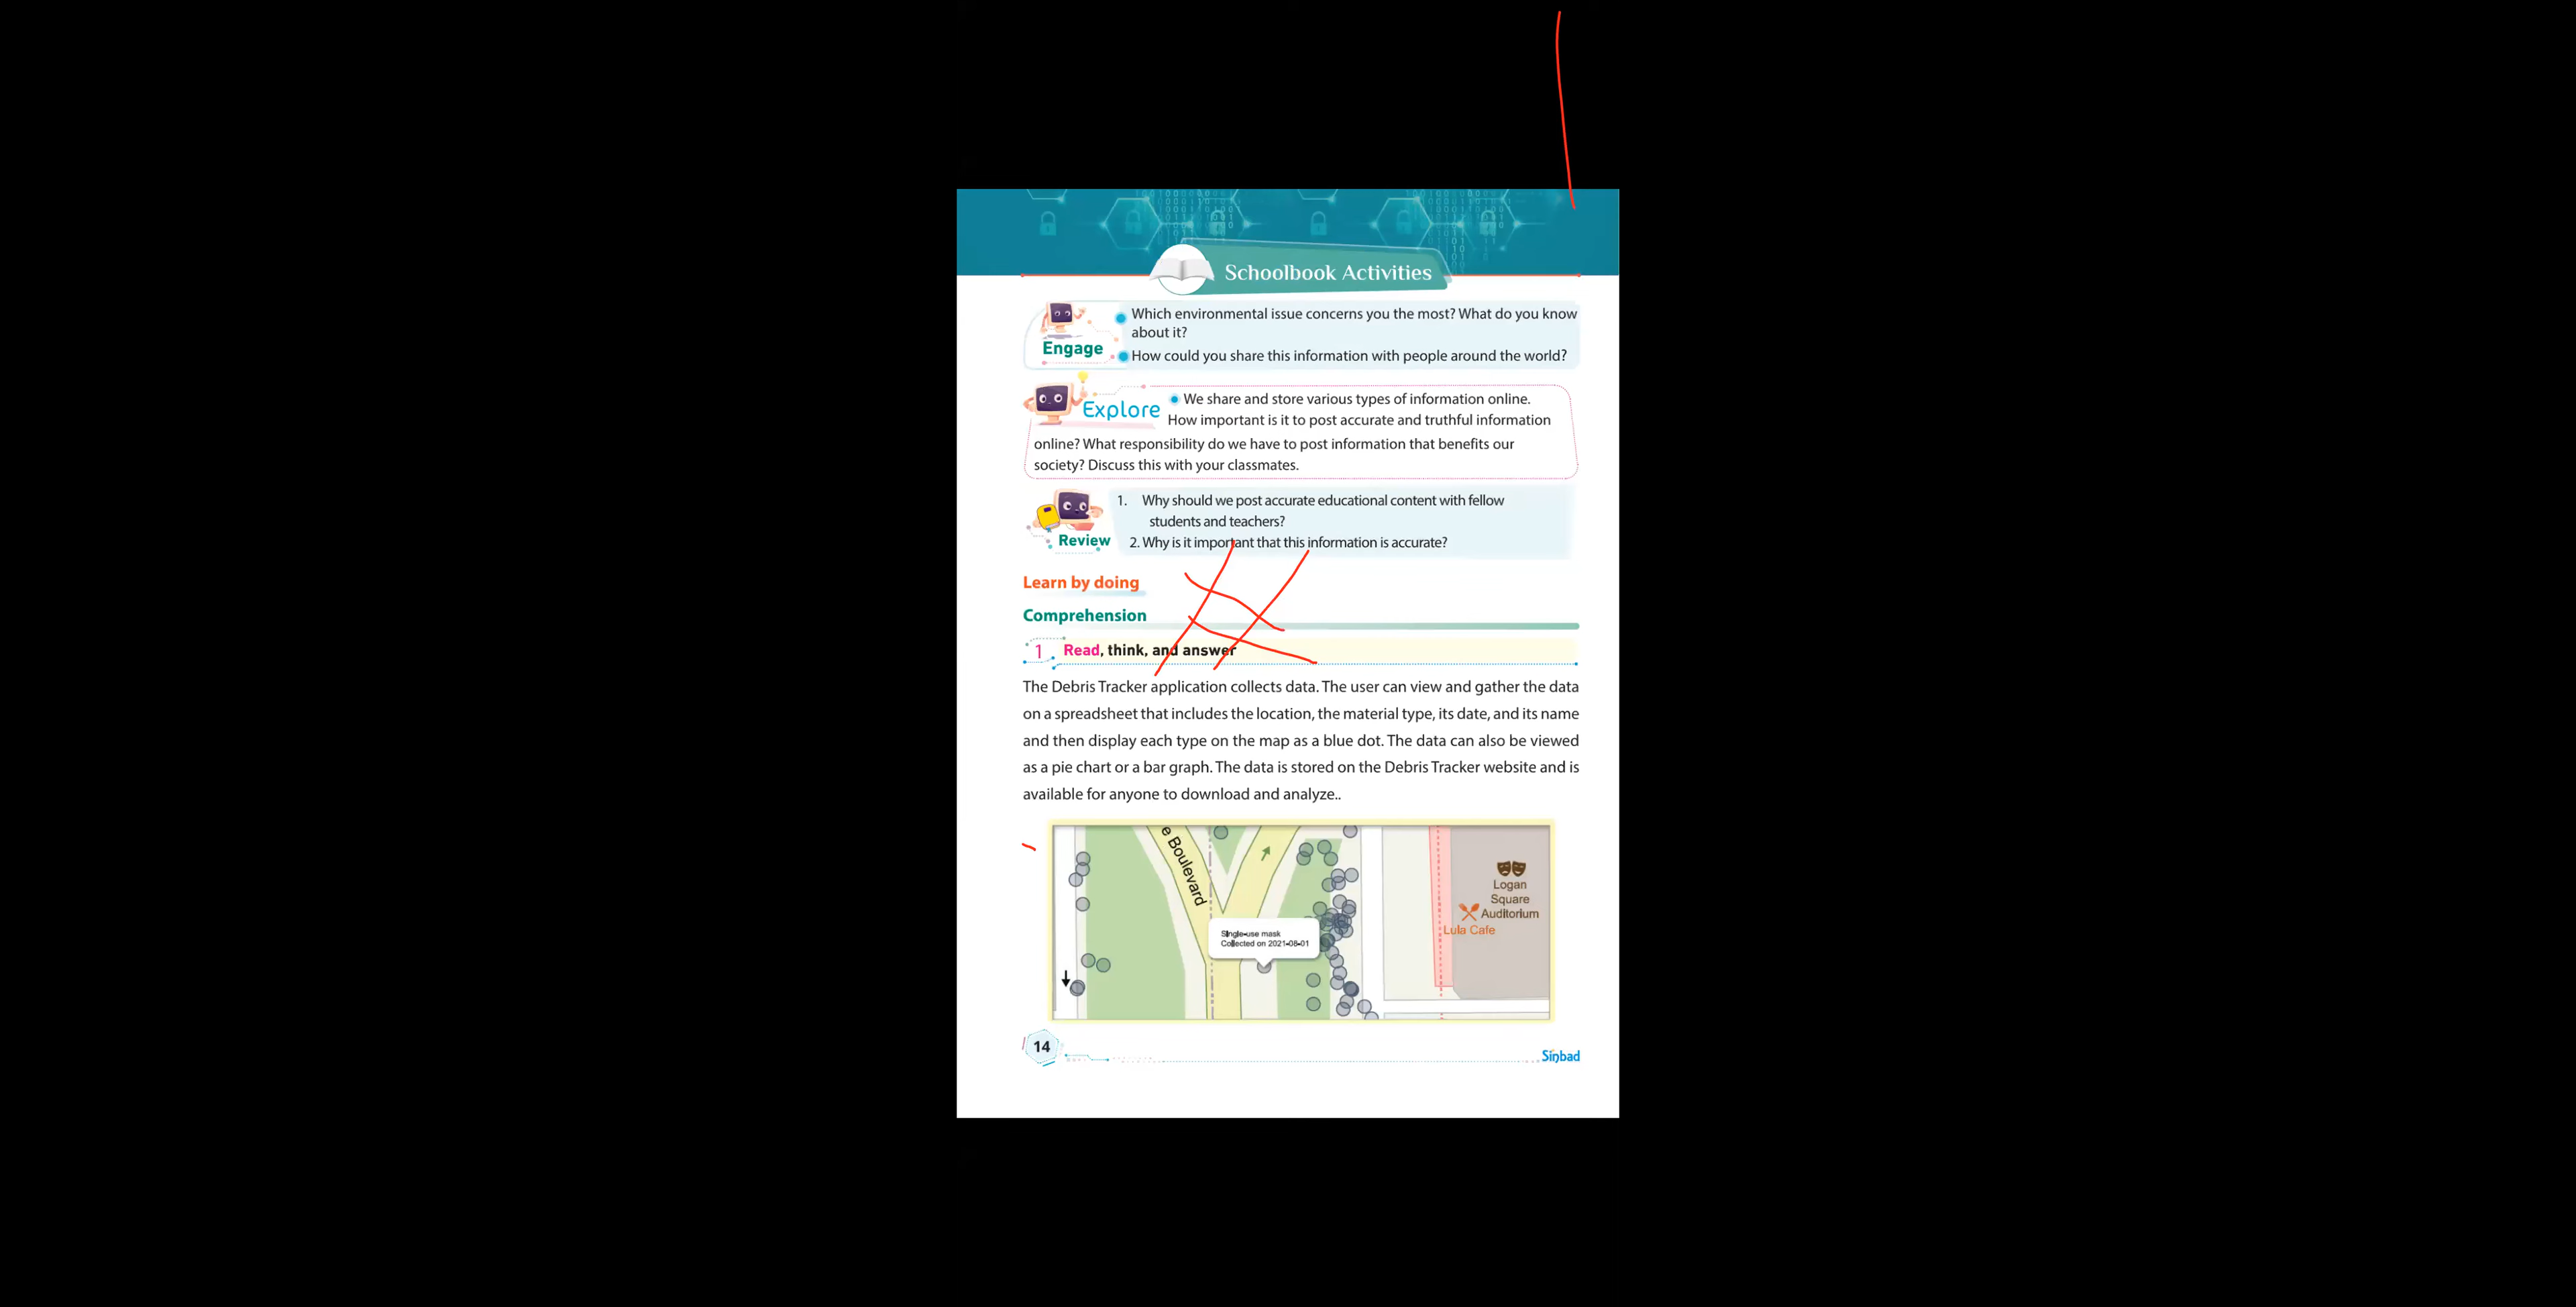 Schoolbook Activities
Which environmental issue concerns you the most? What do you know
about it?
Engage
How could you share this information with people around the world?
We share and store various types of information online.
Explore
How important is it to post accurate and truthful information
online? What responsibility do we have to post information that benefits our
society? Discuss this with your classmates.
1. Why should we post accurate educational content with fellow
students and teachers?
Review
2. Why is it important that this information is accurate?
Learn by doing
Comprehension
1 Read, think, and answer
The Debris Tracker application collects data. The user can view and gather the data
on a spreadsheet that includes the location, the material type, its date, and its name
and then display each type on the map as a blue dot. The data can also be viewed
as a pie chart or a bar graph. The data is stored on the Debris Tracker website and is
available for anyone to download and analyze..
e Boulevard
Logan
Square
Auditorium
Lula Cafe
Single-use mask
Collected on 2021-08-01
14
Sinbad